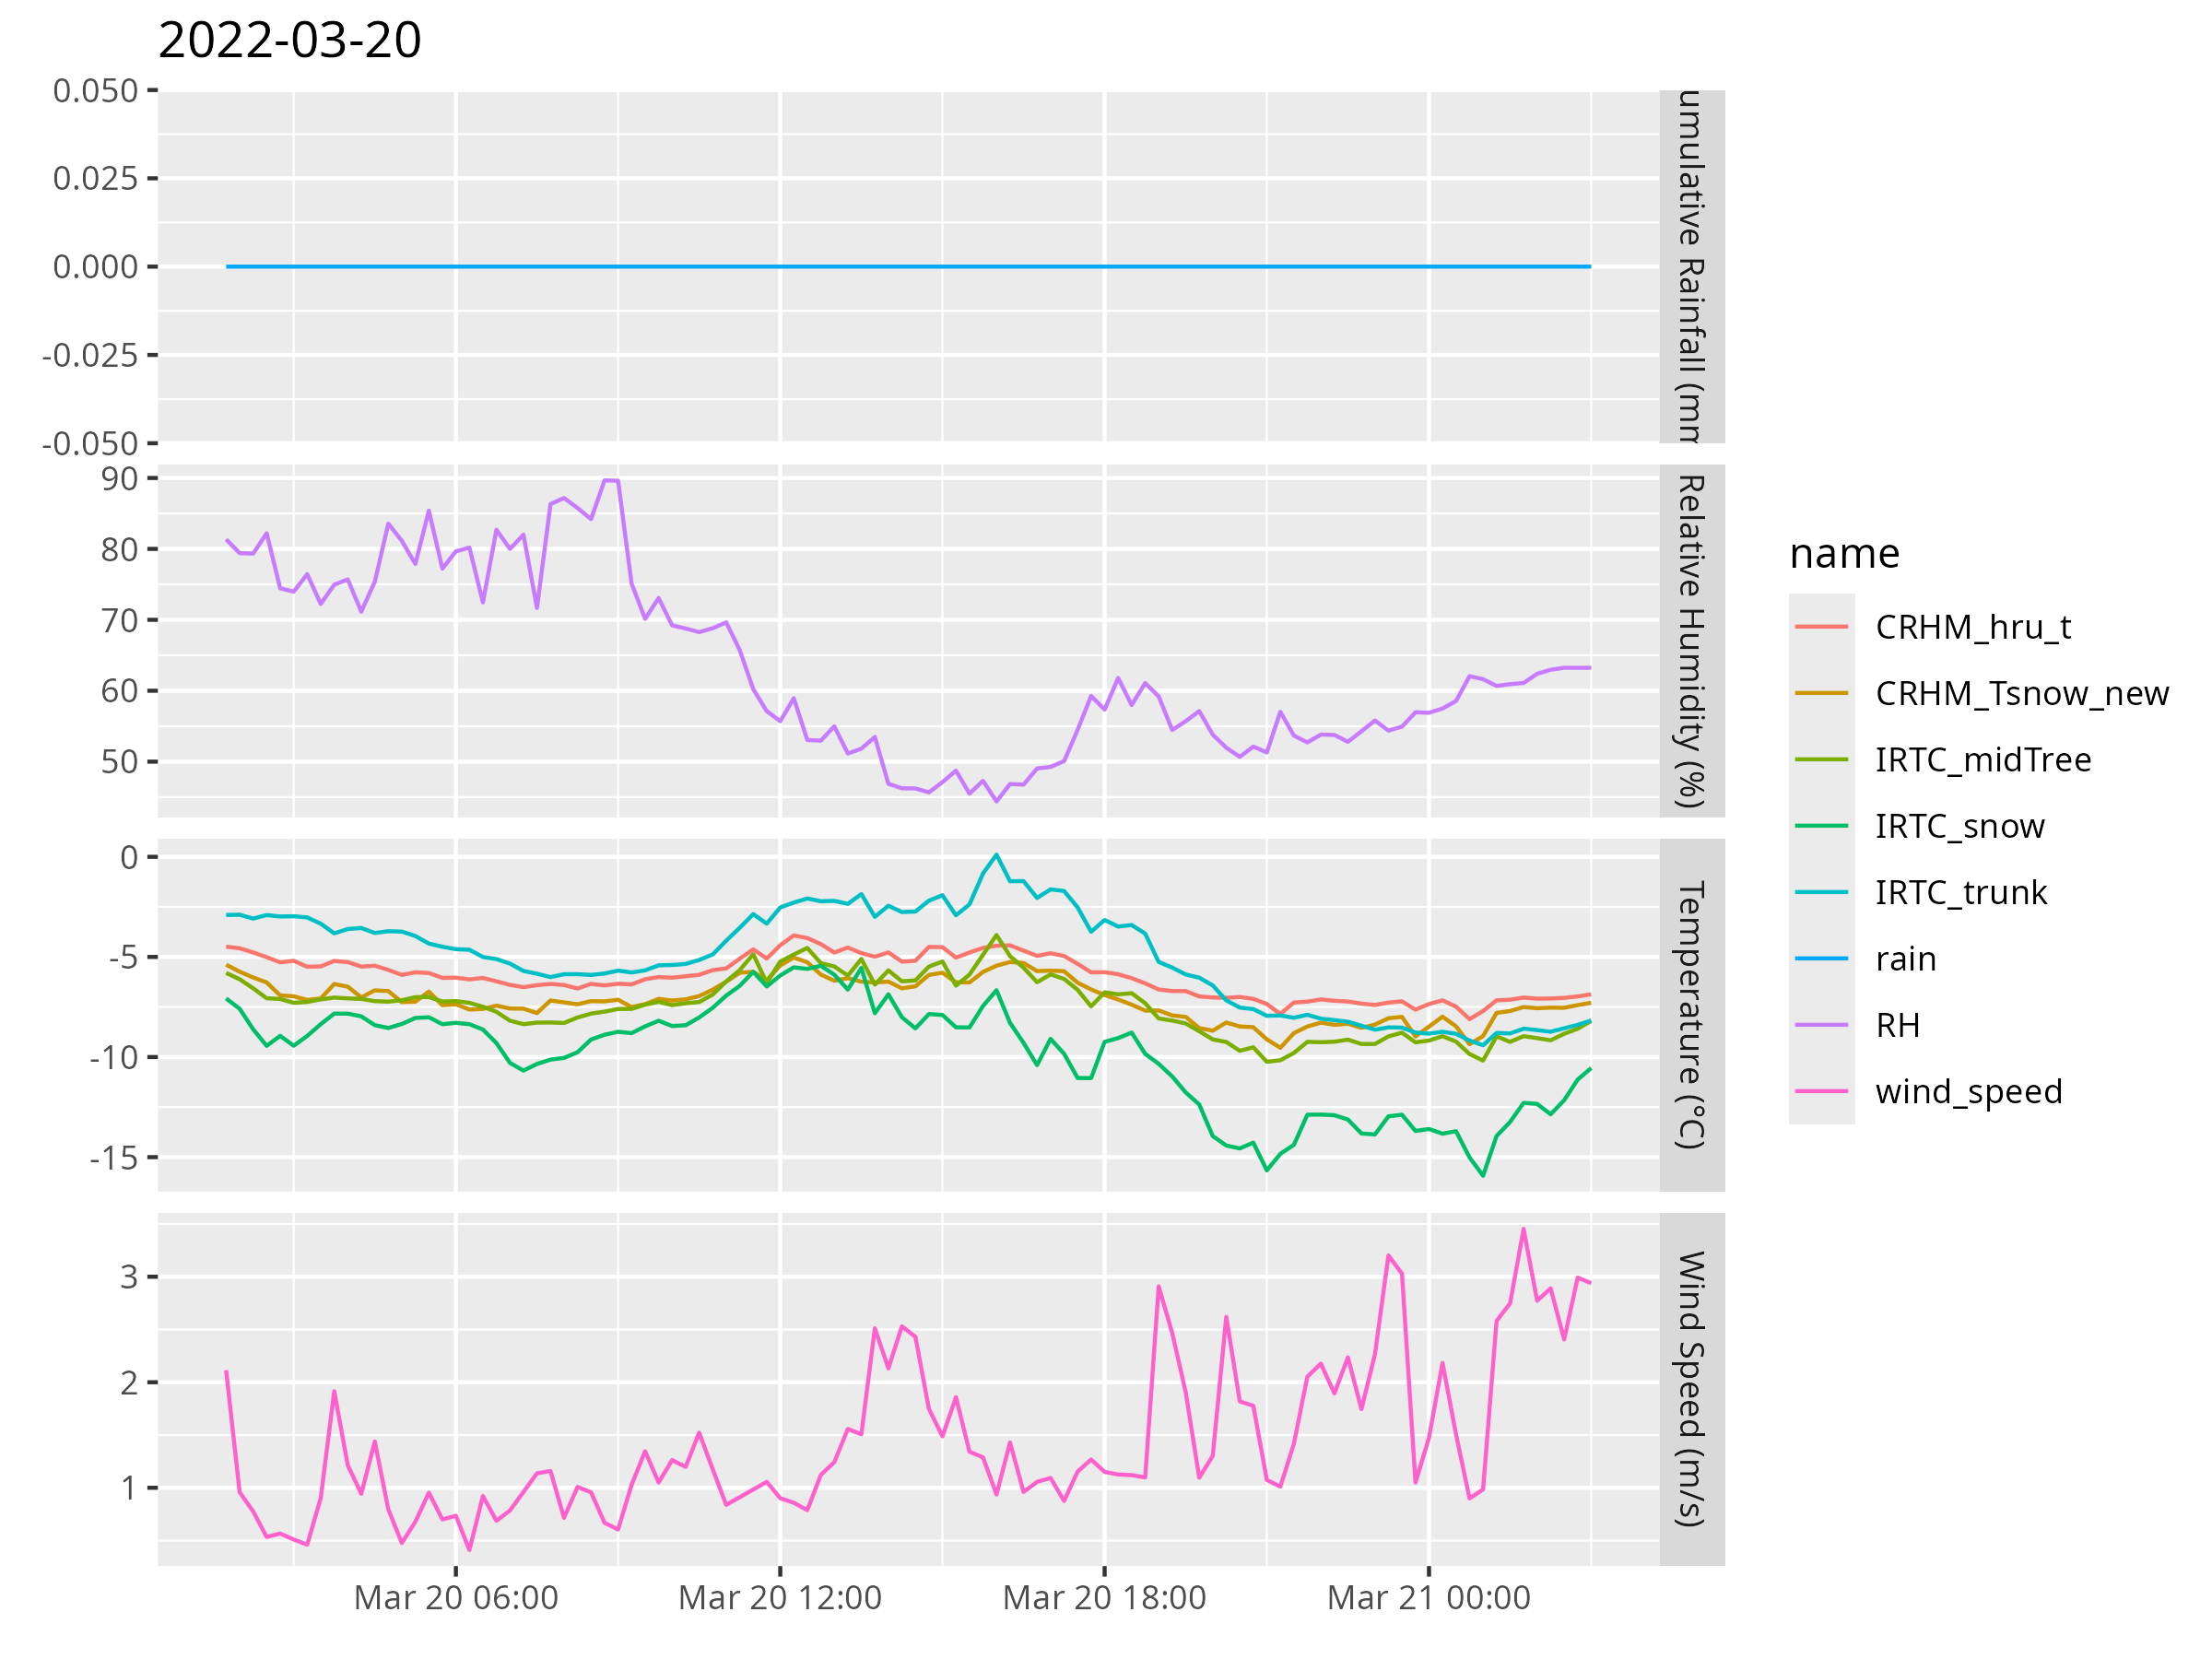 2022-03-20
0.050
0.025
0.000
-0.025
-0.050
umulative Rainfall (mm
90
80
70
60
50
Relative Humidity (%)
0
-5
-10
-15
Temperature (°C)
3
2
1
Wind Speed (m/s)
Mar 20 06:00
Mar 20 12:00
Mar 20 18:00
Mar 21 00:00
name
CRHM_hru_t
CRHM_Tsnow_new
IRTC_midTree
IRTC_snow
IRTC_trunk
rain
RH
wind_speed